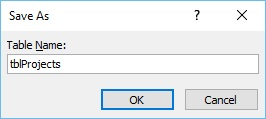 Save As ?
Table Name:
tblProjects
OK Cancel